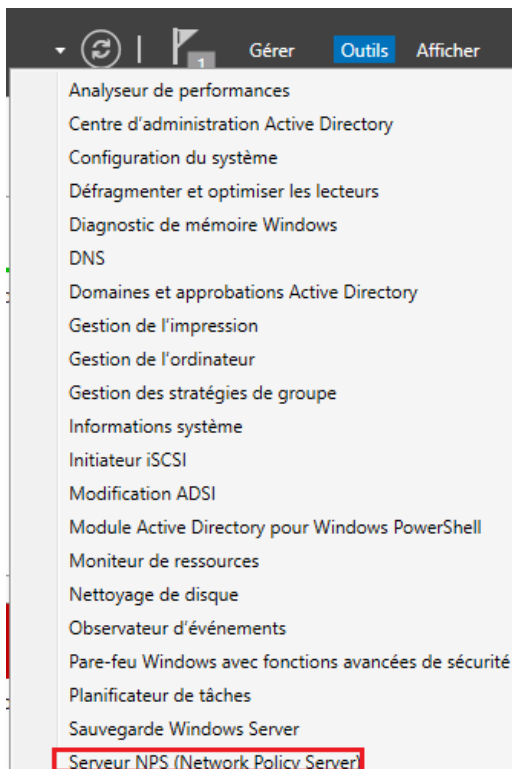 1
Gérer Outils Afficher
Analyseur de performances
Centre d'administration Active Directory
Configuration du système
Défragmenter et optimiser les lecteurs
Diagnostic de mémoire Windows
DNS
Domaines et approbations Active Directory
Gestion de l'impression
Gestion de l'ordinateur
Gestion des stratégies de groupe
Informations système
Initiateur iSCSI
Modification ADSI
Module Active Directory pour Windows PowerShell
Moniteur de ressources
Nettoyage de disque
Observateur d'événements
Pare-feu Windows avec fonctions avancées de sécurité
Planificateur de tâches
Sauvegarde Windows Server
Serveur NPS (Network Policy Server)